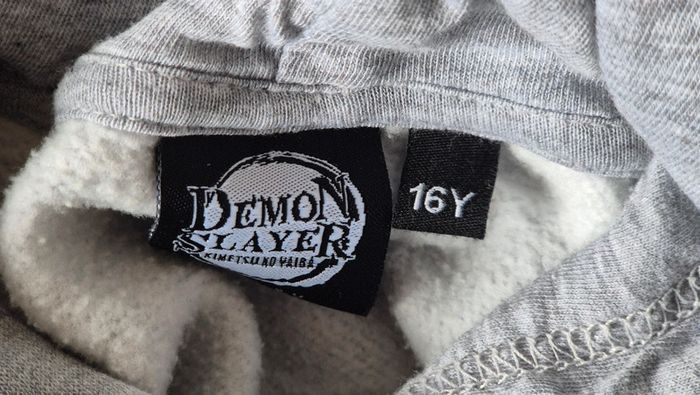 DEMON
SLAYER
KIMETSU NO YAIBA
16Y